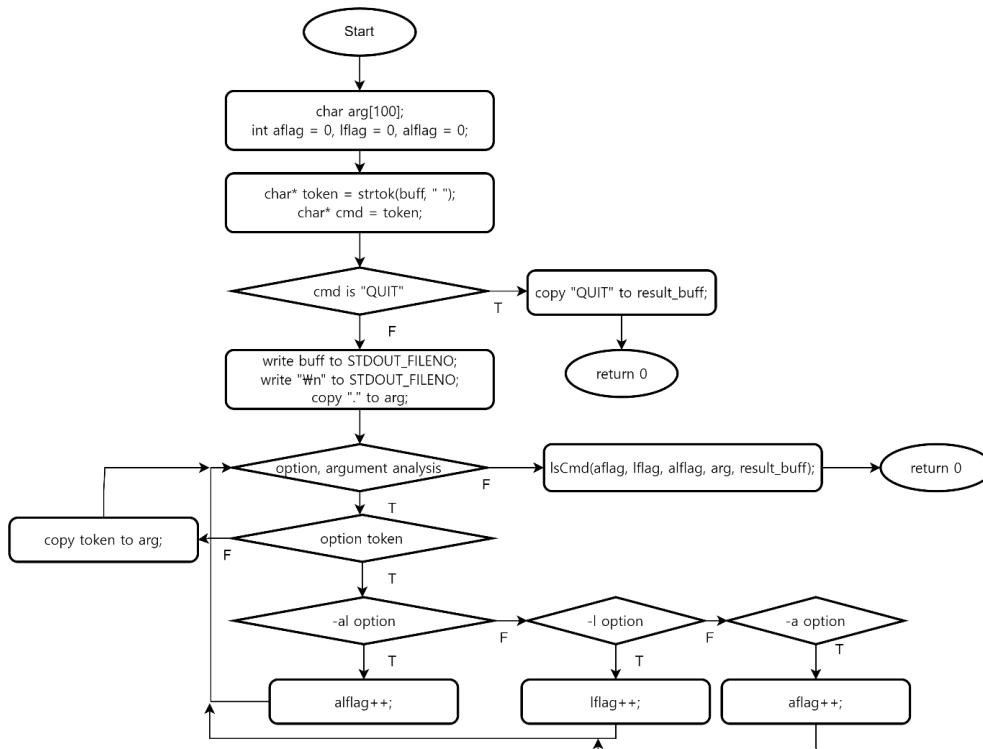 Start
char arg[100];
int aflag = 0, lflag = 0, alflag = 0;
char* token = strtok(buff, " ");
char* cmd = token;
cmd is "QUIT"
T
copy "QUIT" to result_buff;
F
return 0
write buff to STDOUT_FILENO;
write "₩n" to STDOUT_FILENO;
copy "." to arg;
option, argument analysis
F
lsCmd(aflag, lflag, alflag, arg, result_buff);
return 0
T
copy token to arg;
F
option token
T
-al option
F
-l option
F
-a option
T
T
T
alflag++;
lflag++;
aflag++;